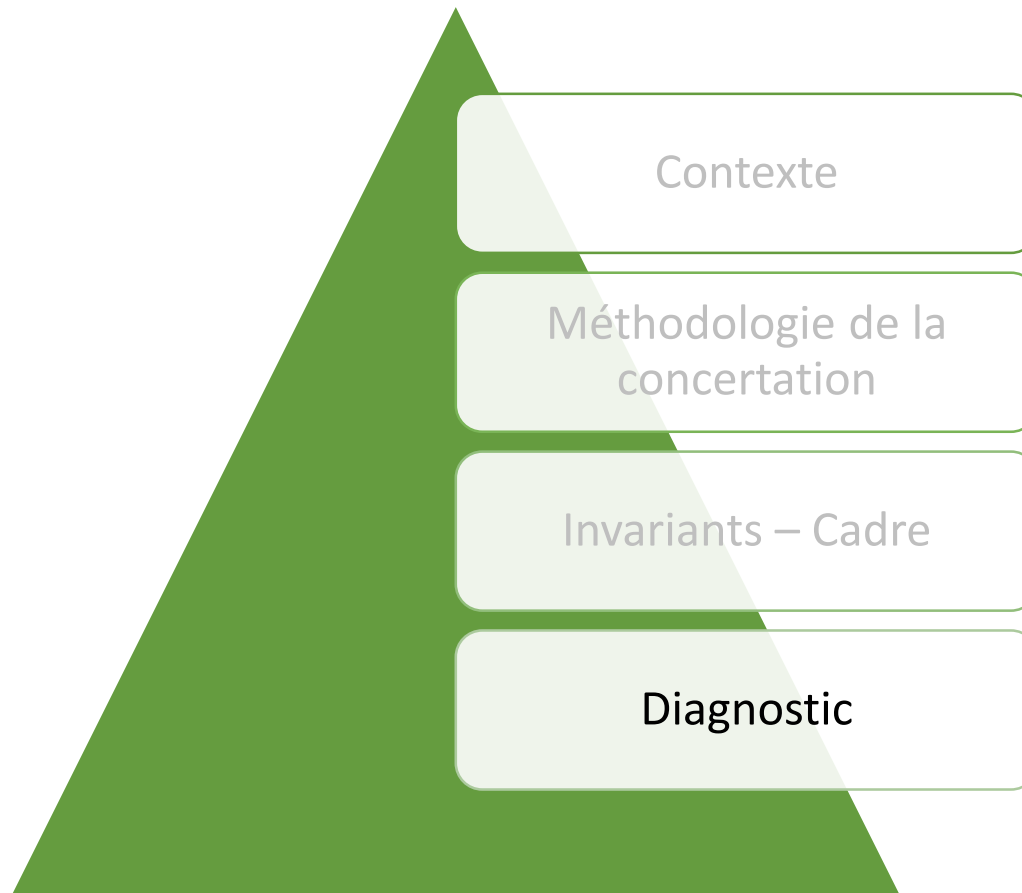 Contexte
Méthodologie de la
concertation
Invariants – Cadre
Diagnostic